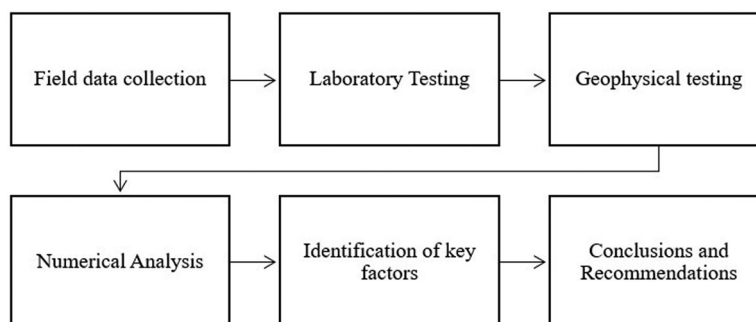 Field data collection
Laboratory Testing
Geophysical testing
Numerical Analysis
Identification of key
factors
Conclusions and
Recommendations